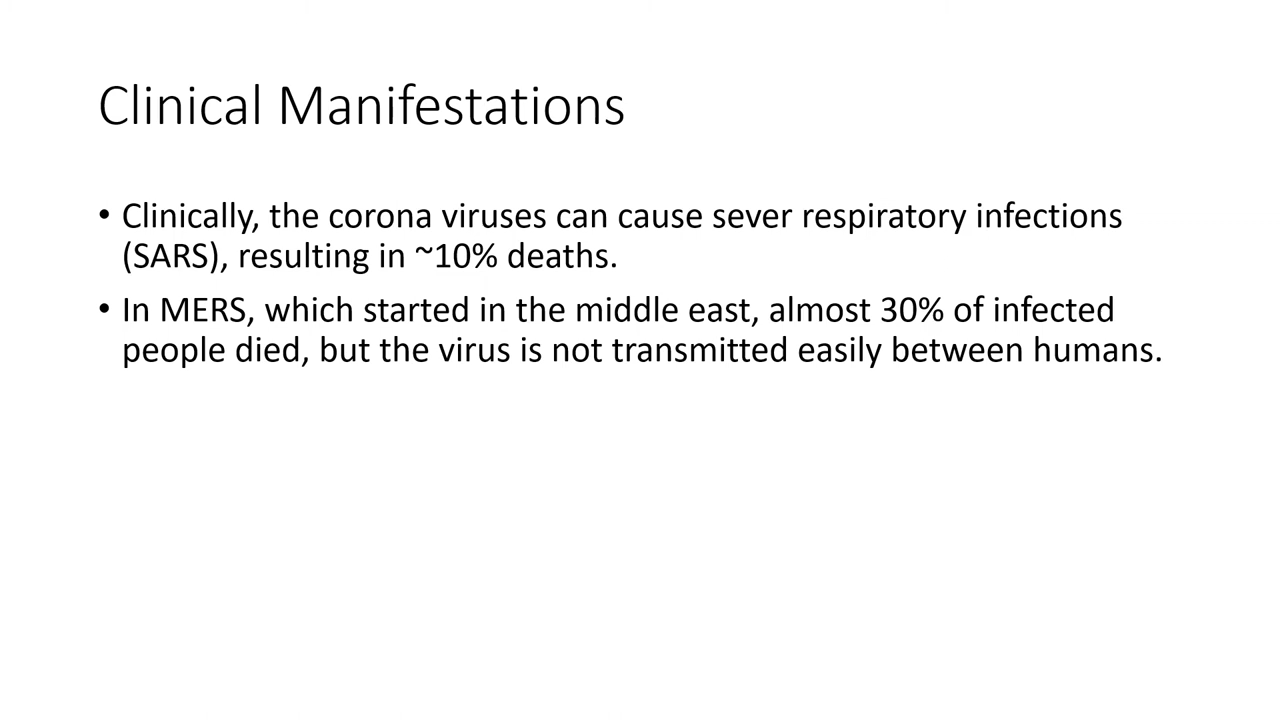 Clinical Manifestations
• Clinically, the corona viruses can cause sever respiratory infections
(SARS), resulting in ~10% deaths.
• In MERS, which started in the middle east, almost 30% of infected
people died, but the virus is not transmitted easily between humans.